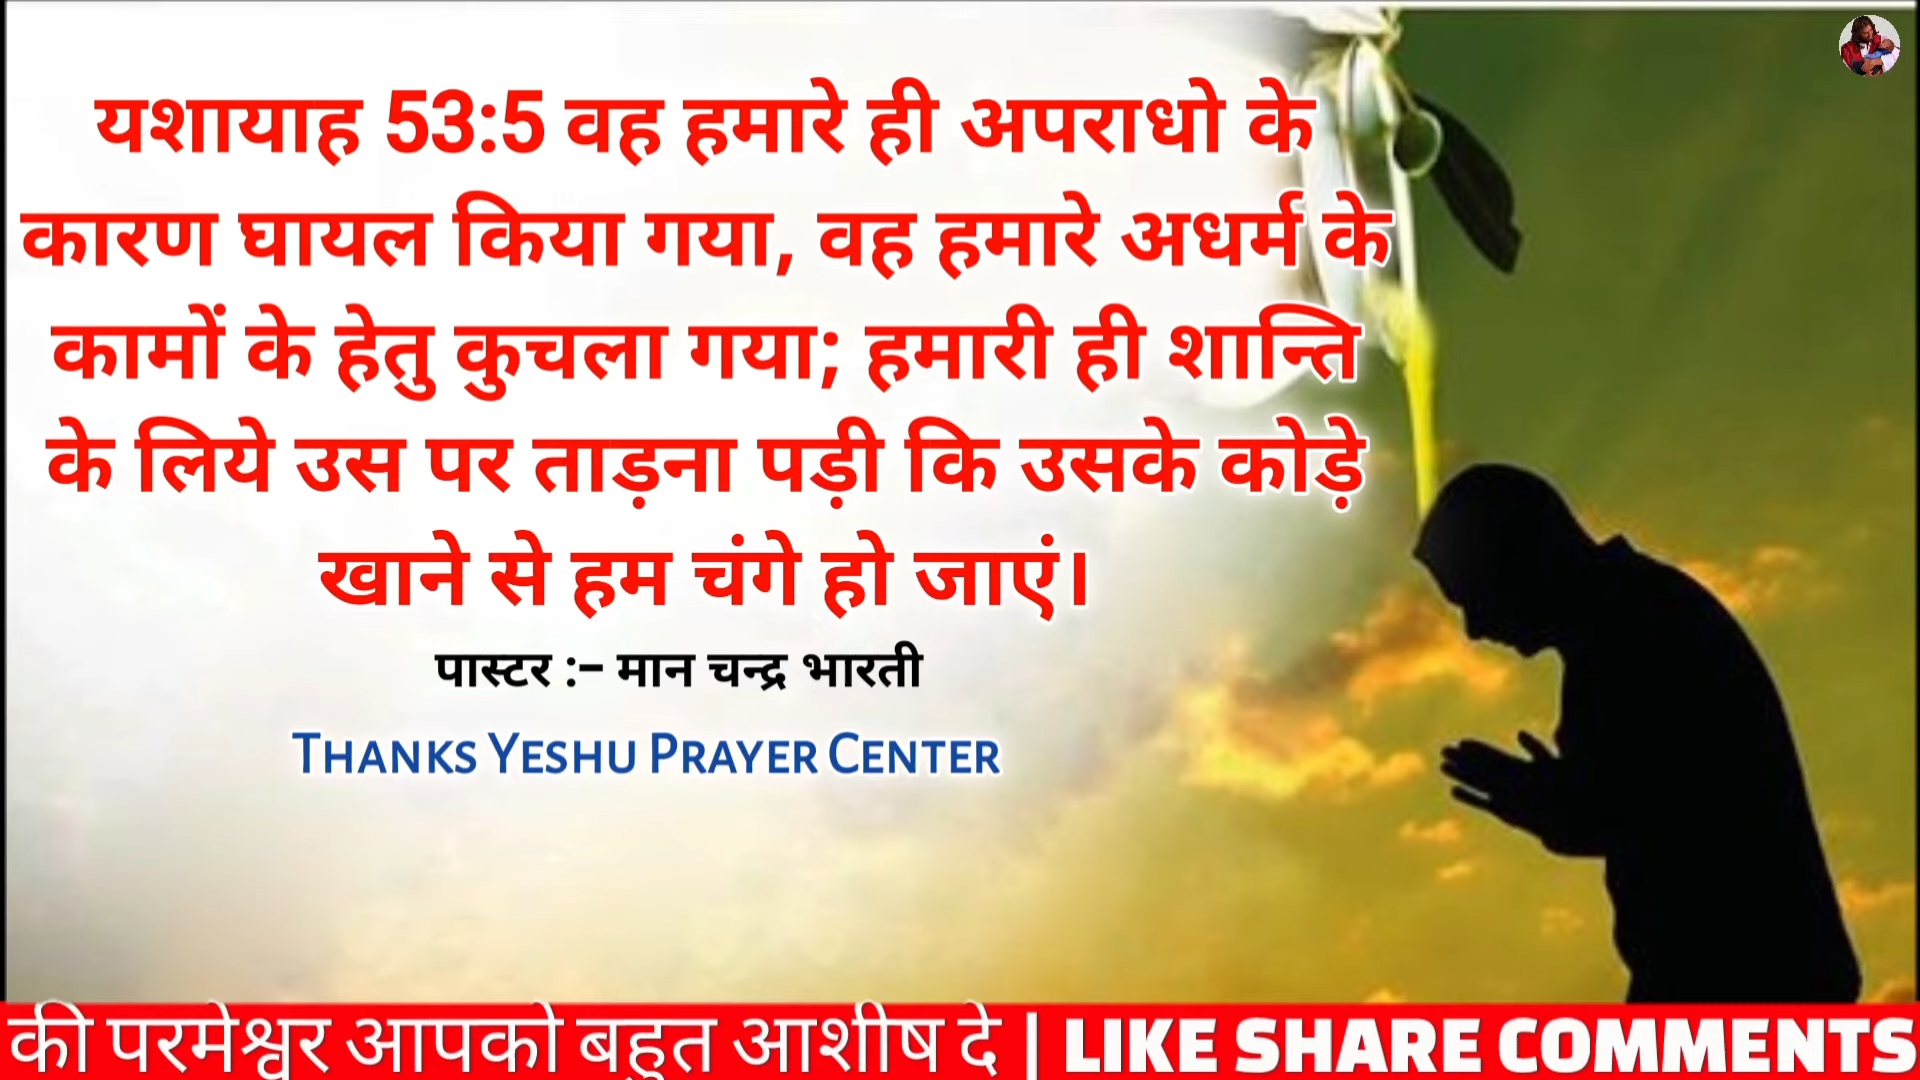 यशायाह 53:5 वह हमारे ही अपराधो के
कारण घायल किया गया, वह हमारे अधर्म के
कामों के हेतु कुचला गया; हमारी ही शान्ति
के लिये उस पर ताड़ना पड़ी कि उसके कोड़े
खाने से हम चंगे हो जाएं।
पास्टर :- मान चन्द्र भारती
THANKS YESHU PRAYER CENTER
की परमेश्वर आपको बहुत आशीष दे | LIKE SHARE COMMENTS